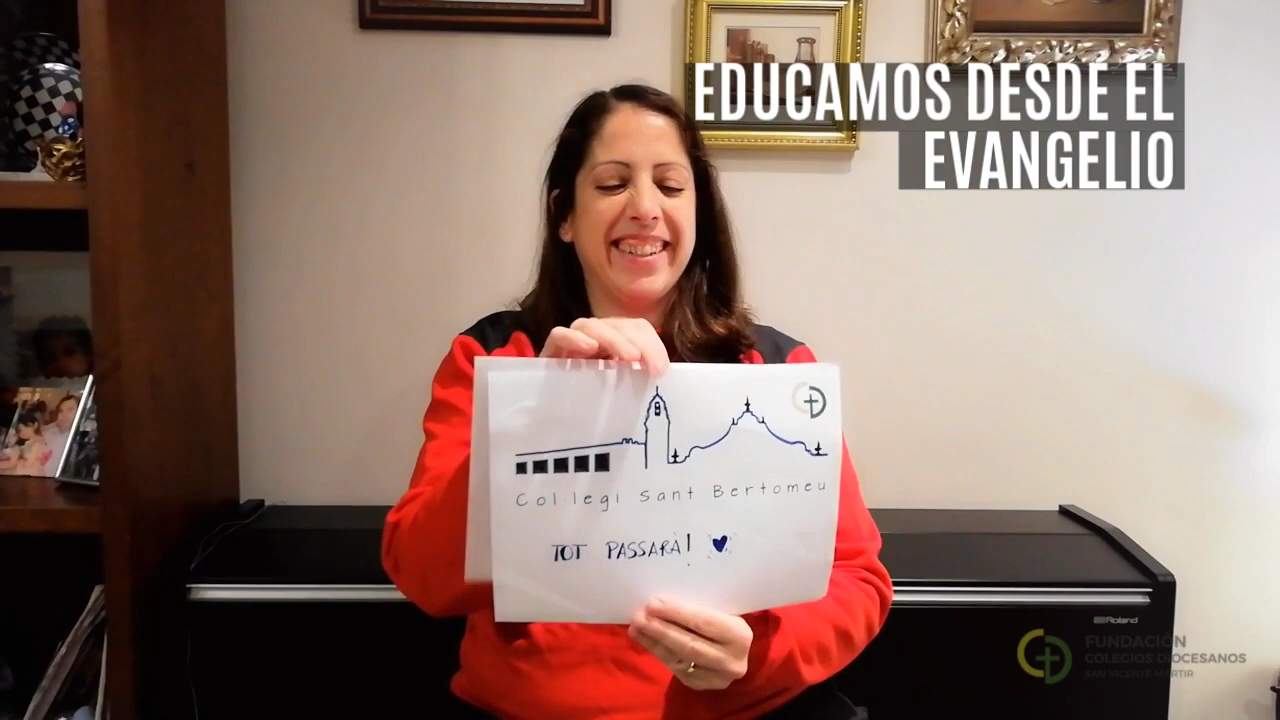 EDUCAMOS DESDE EL
EVANGELIO
Col·legi Sant Bertomeu
TOT PASSARÀ!
Roland
FUNDACIÓN
COLEGIOS DIOCESANOS
SAN VICENTE MÁRTIR